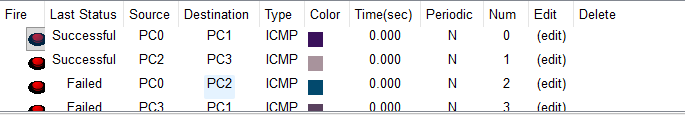 Fire Last Status Source Destination Type Color Time(sec) Periodic Num Edit Delete
Successful PC0 PC1 ICMP 0.000 N 0 (edit)
Successful PC2 PC3 ICMP 0.000 N 1 (edit)
Failed PC0 PC2 ICMP 0.000 N 2 (edit)
Failed PC3 PC1 ICMP 0.000 N 3 (edit)